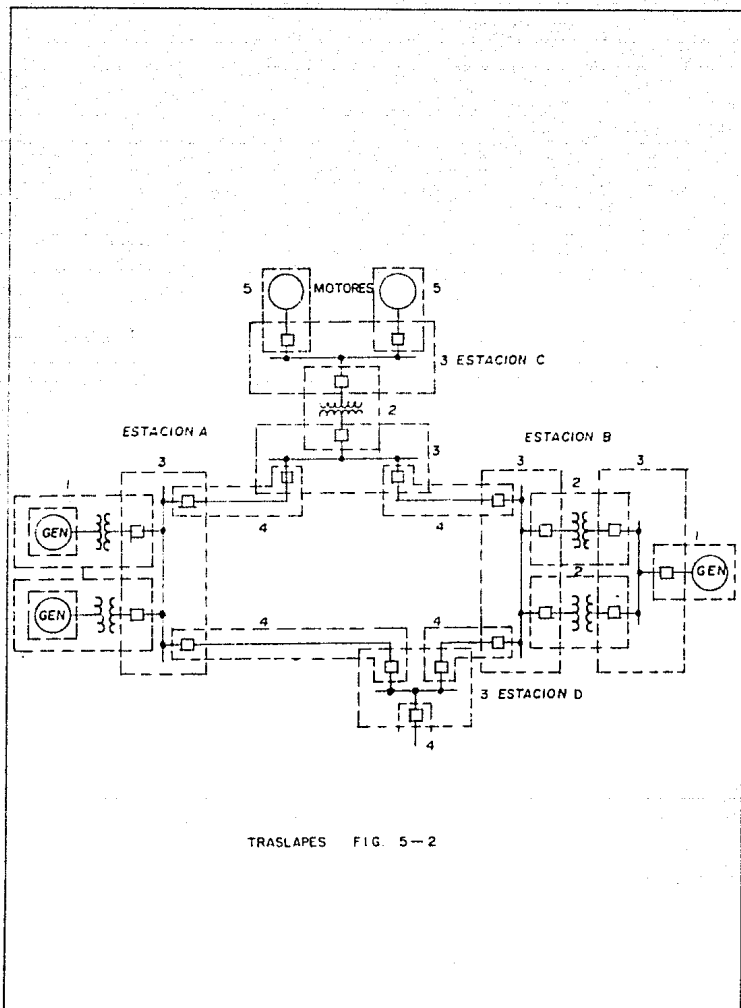 5 MOTORES 5
3 ESTACION C
2
ESTACION A
ESTACION B
3
3
3
3
1
2
1
4
4
GEN
GEN
2
GEN
4
4
3 ESTACION D
4
TRASLAPES FIG. 5-2